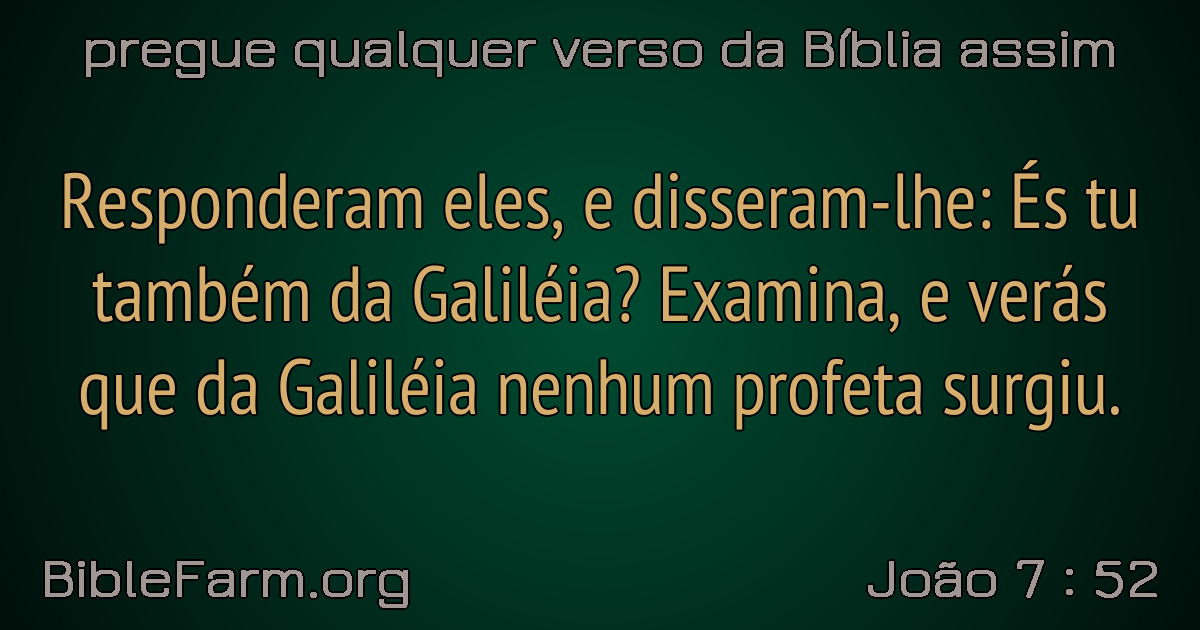 pregue qualquer verso da Bíblia assim
Responderam eles, e disseram-lhe: És tu
também da Galiléia? Examina, e verás
que da Galiléia nenhum profeta surgiu.
BibleFarm.org
João 7 : 52